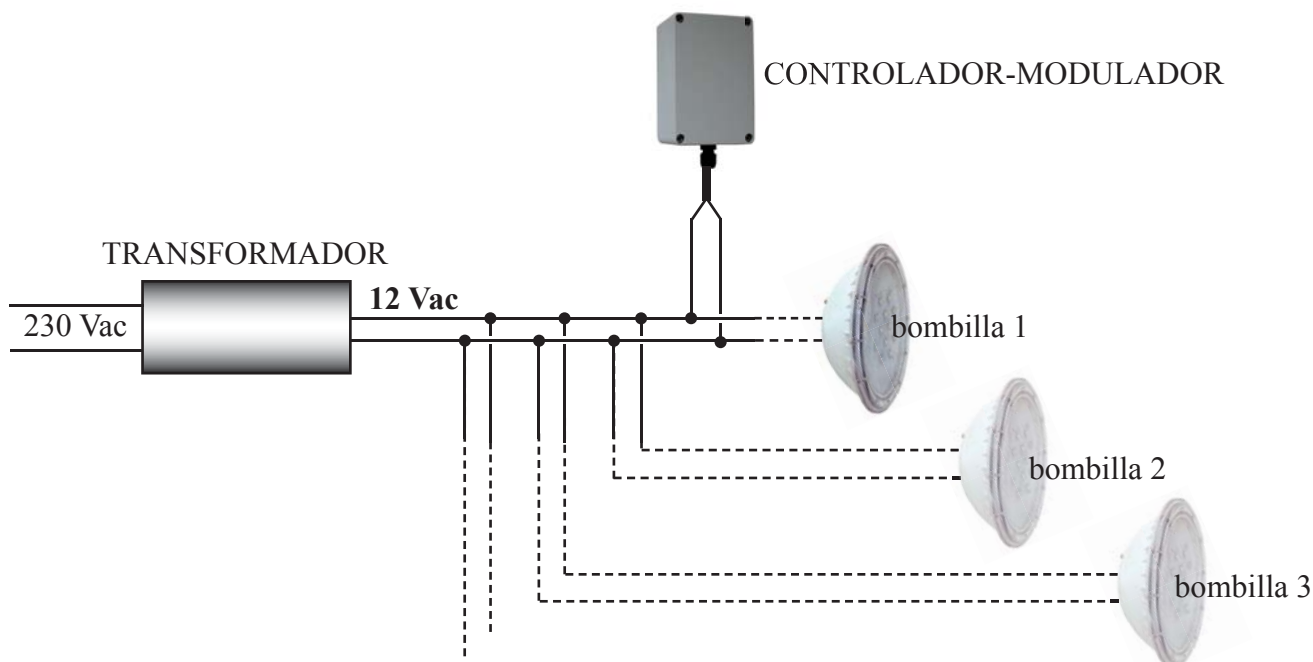 CONTROLADOR-MODULADOR
TRANSFORMADOR
230 Vac
12 Vac
bombilla 1
bombilla 2
bombilla 3